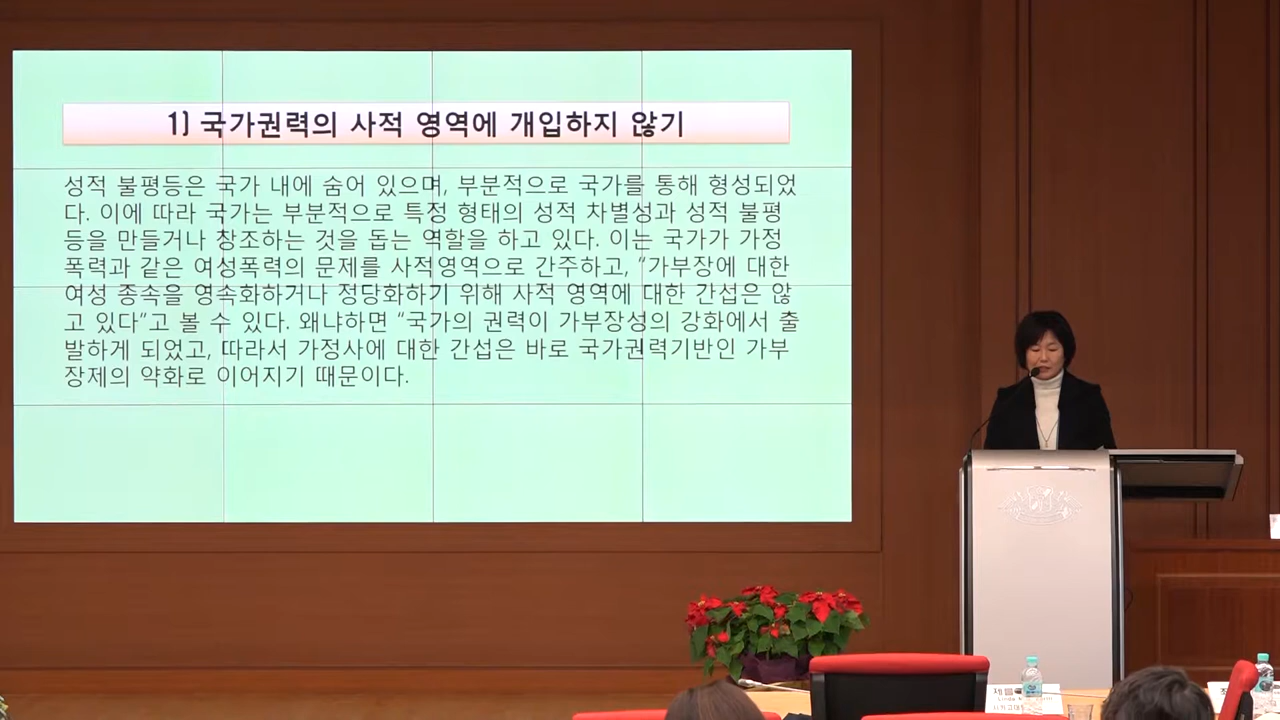 1) 국가권력의 사적 영역에 개입하지 않기
성적 불평등은 국가 내에 숨어 있으며, 부분적으로 국가를 통해 형성되었
다. 이에 따라 국가는 부분적으로 특정 형태의 성적 차별성과 성적 불평
등을 만들거나 창조하는 것을 돕는 역할을 하고 있다. 이는 국가가 가정
폭력과 같은 여성폭력의 문제를 사적영역으로 간주하고, “가부장에 대한
여성 종속을 영속화하거나 정당화하기 위해 사적 영역에 대한 간섭은 않
고 있다”고 볼 수 있다. 왜냐하면 “국가의 권력이 가부장성의 강화에서 출
발하게 되었고, 따라서 가정사에 대한 간섭은 바로 국가권력기반인 가부
장제의 약화로 이어지기 때문이다.